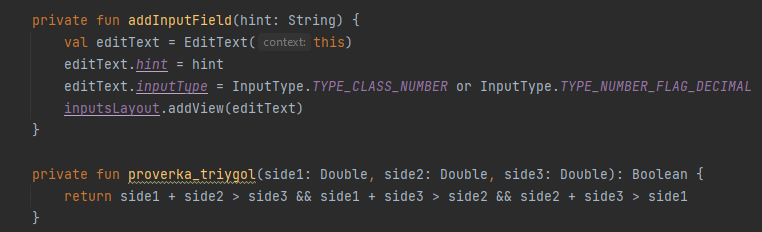 private fun addInputField(hint: String) {
val editText = EditText( context: this)
editText.hint = hint
editText.inputType = InputType.TYPE_CLASS_NUMBER or InputType.TYPE_NUMBER_FLAG_DECIMAL
inputsLayout.addView(editText)
}
private fun proverka_triygol(side1: Double, side2: Double, side3: Double): Boolean {
return side1 + side2 > side3 && side1 + side3 > side2 && side2 + side3 > side1
}